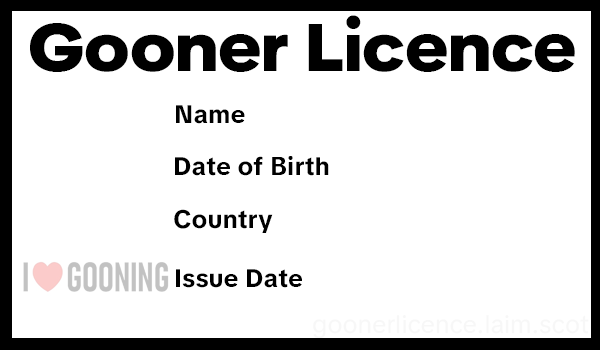 Gooner Licence
Name
Date of Birth
Country
I ❤ GOONING
Issue Date
goonerlicence.laim.scot